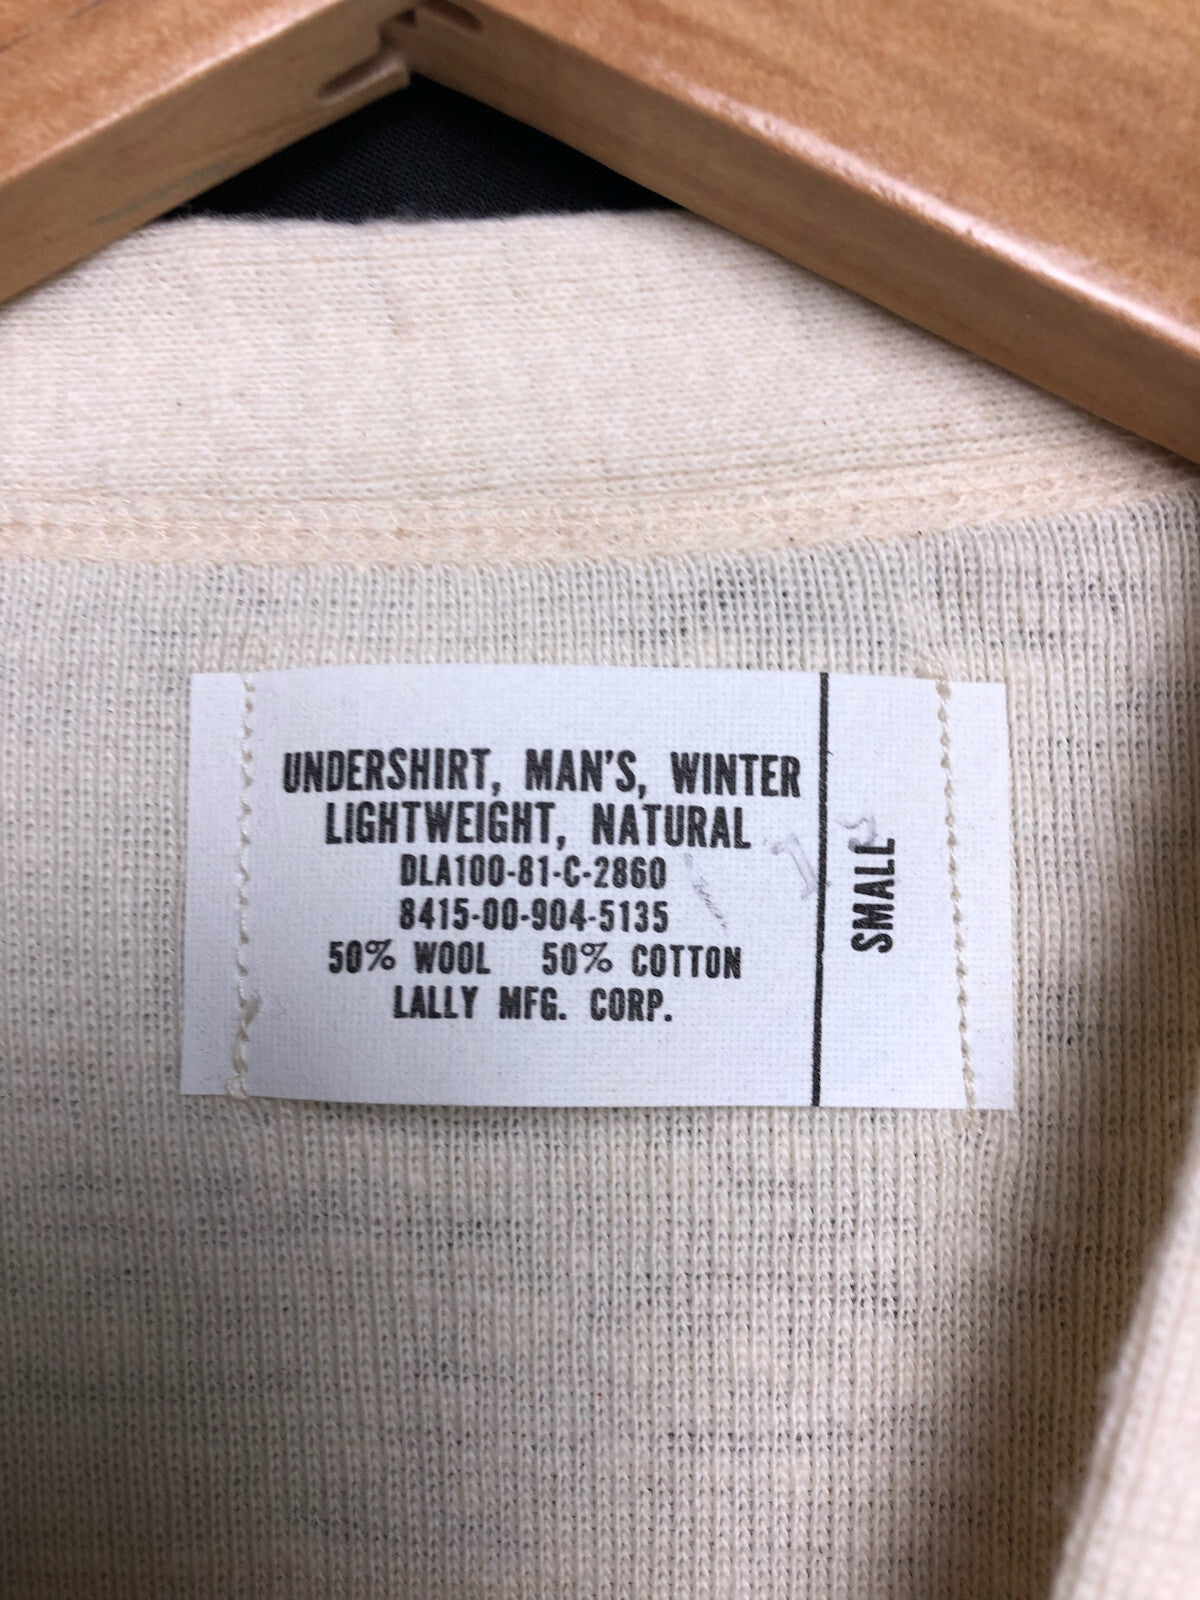 UNDERSHIRT, MAN'S, WINTER
LIGHTWEIGHT, NATURAL
DLA100-81-C-2860
8415-00-904-5135
50% WOOL 50% COTTON
LALLY MFG. CORP.
SMALL